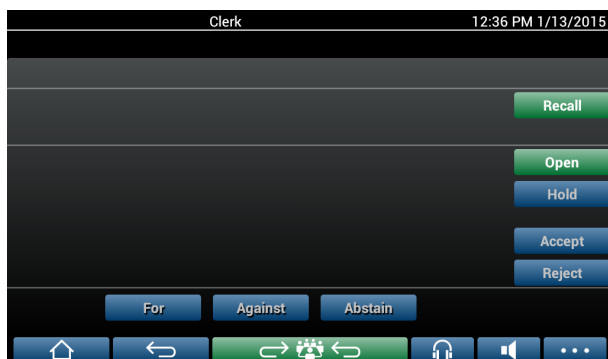 Clerk 12:36 PM 1/13/2015
Recall
Open
Hold
Accept
Reject
For Against Abstain